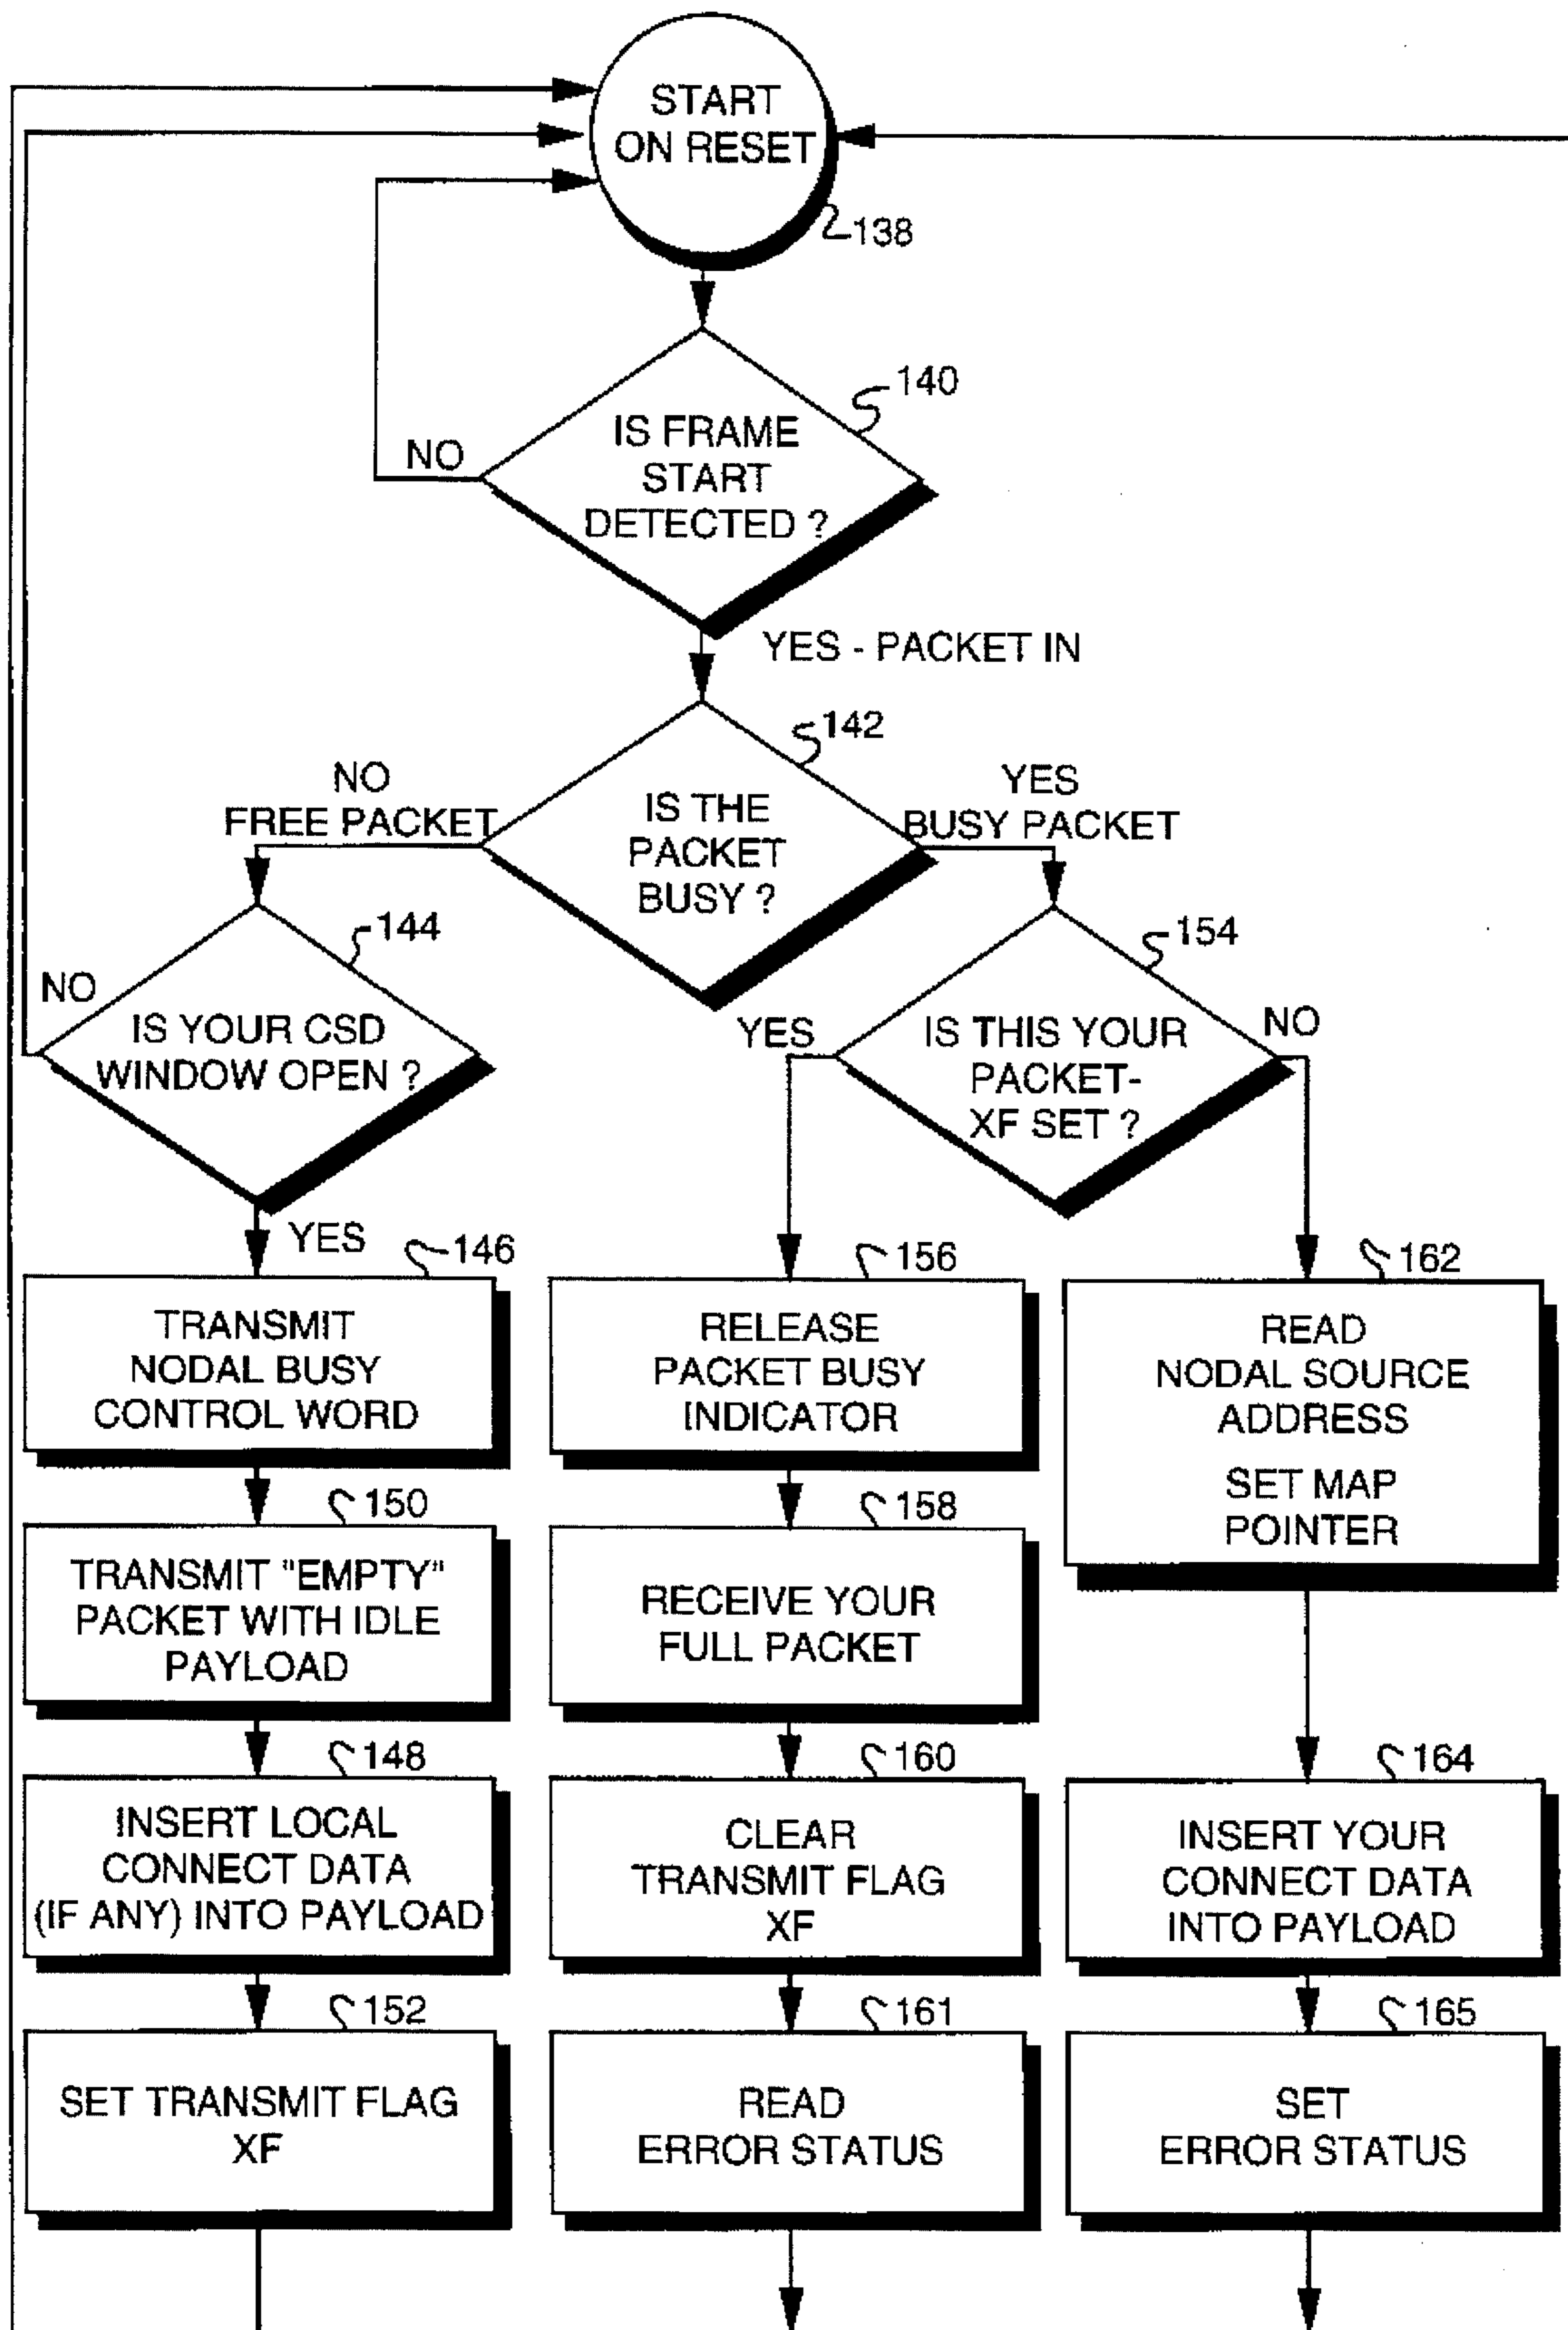 START
ON RESET
138
140
IS FRAME
START
DETECTED ?
NO
YES - PACKET IN
142
NO
FREE PACKET
IS THE
PACKET
BUSY ?
YES
BUSY PACKET
144
NO
IS YOUR CSD
WINDOW OPEN ?
YES
154
YES
IS THIS YOUR
PACKET-
XF SET ?
NO
146
TRANSMIT
NODAL BUSY
CONTROL WORD
156
RELEASE
PACKET BUSY
INDICATOR
162
READ
NODAL SOURCE
ADDRESS
SET MAP
POINTER
150
TRANSMIT "EMPTY"
PACKET WITH IDLE
PAYLOAD
158
RECEIVE YOUR
FULL PACKET
148
INSERT LOCAL
CONNECT DATA
(IF ANY) INTO PAYLOAD
160
CLEAR
TRANSMIT FLAG
XF
164
INSERT YOUR
CONNECT DATA
INTO PAYLOAD
152
SET TRANSMIT FLAG
XF
161
READ
ERROR STATUS
165
SET
ERROR STATUS